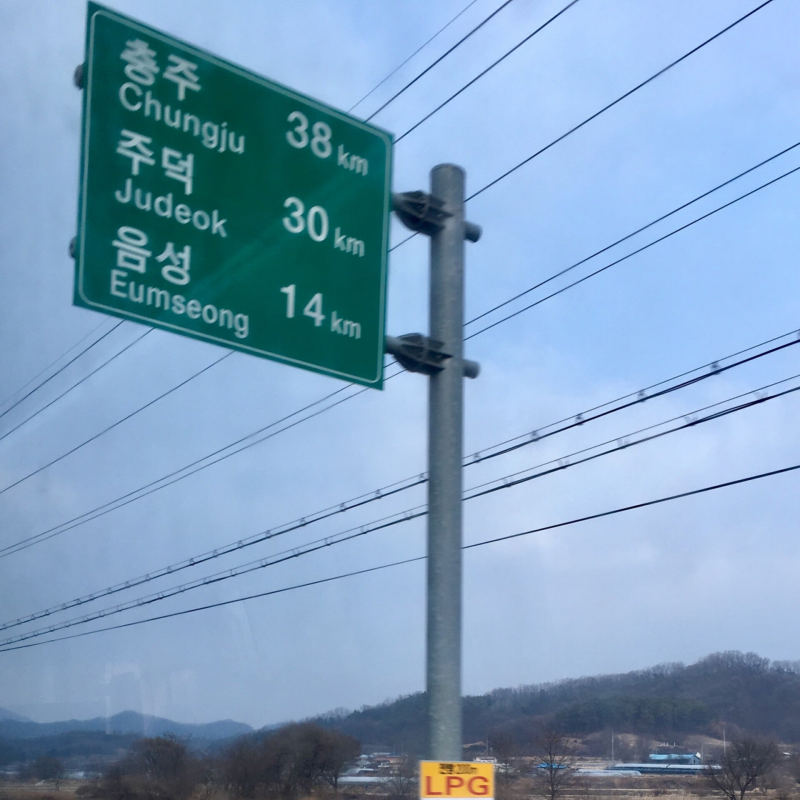 충주
Chungju 38 km
주덕
Judeok 30 km
음성
Eumseong 14 km
LPG